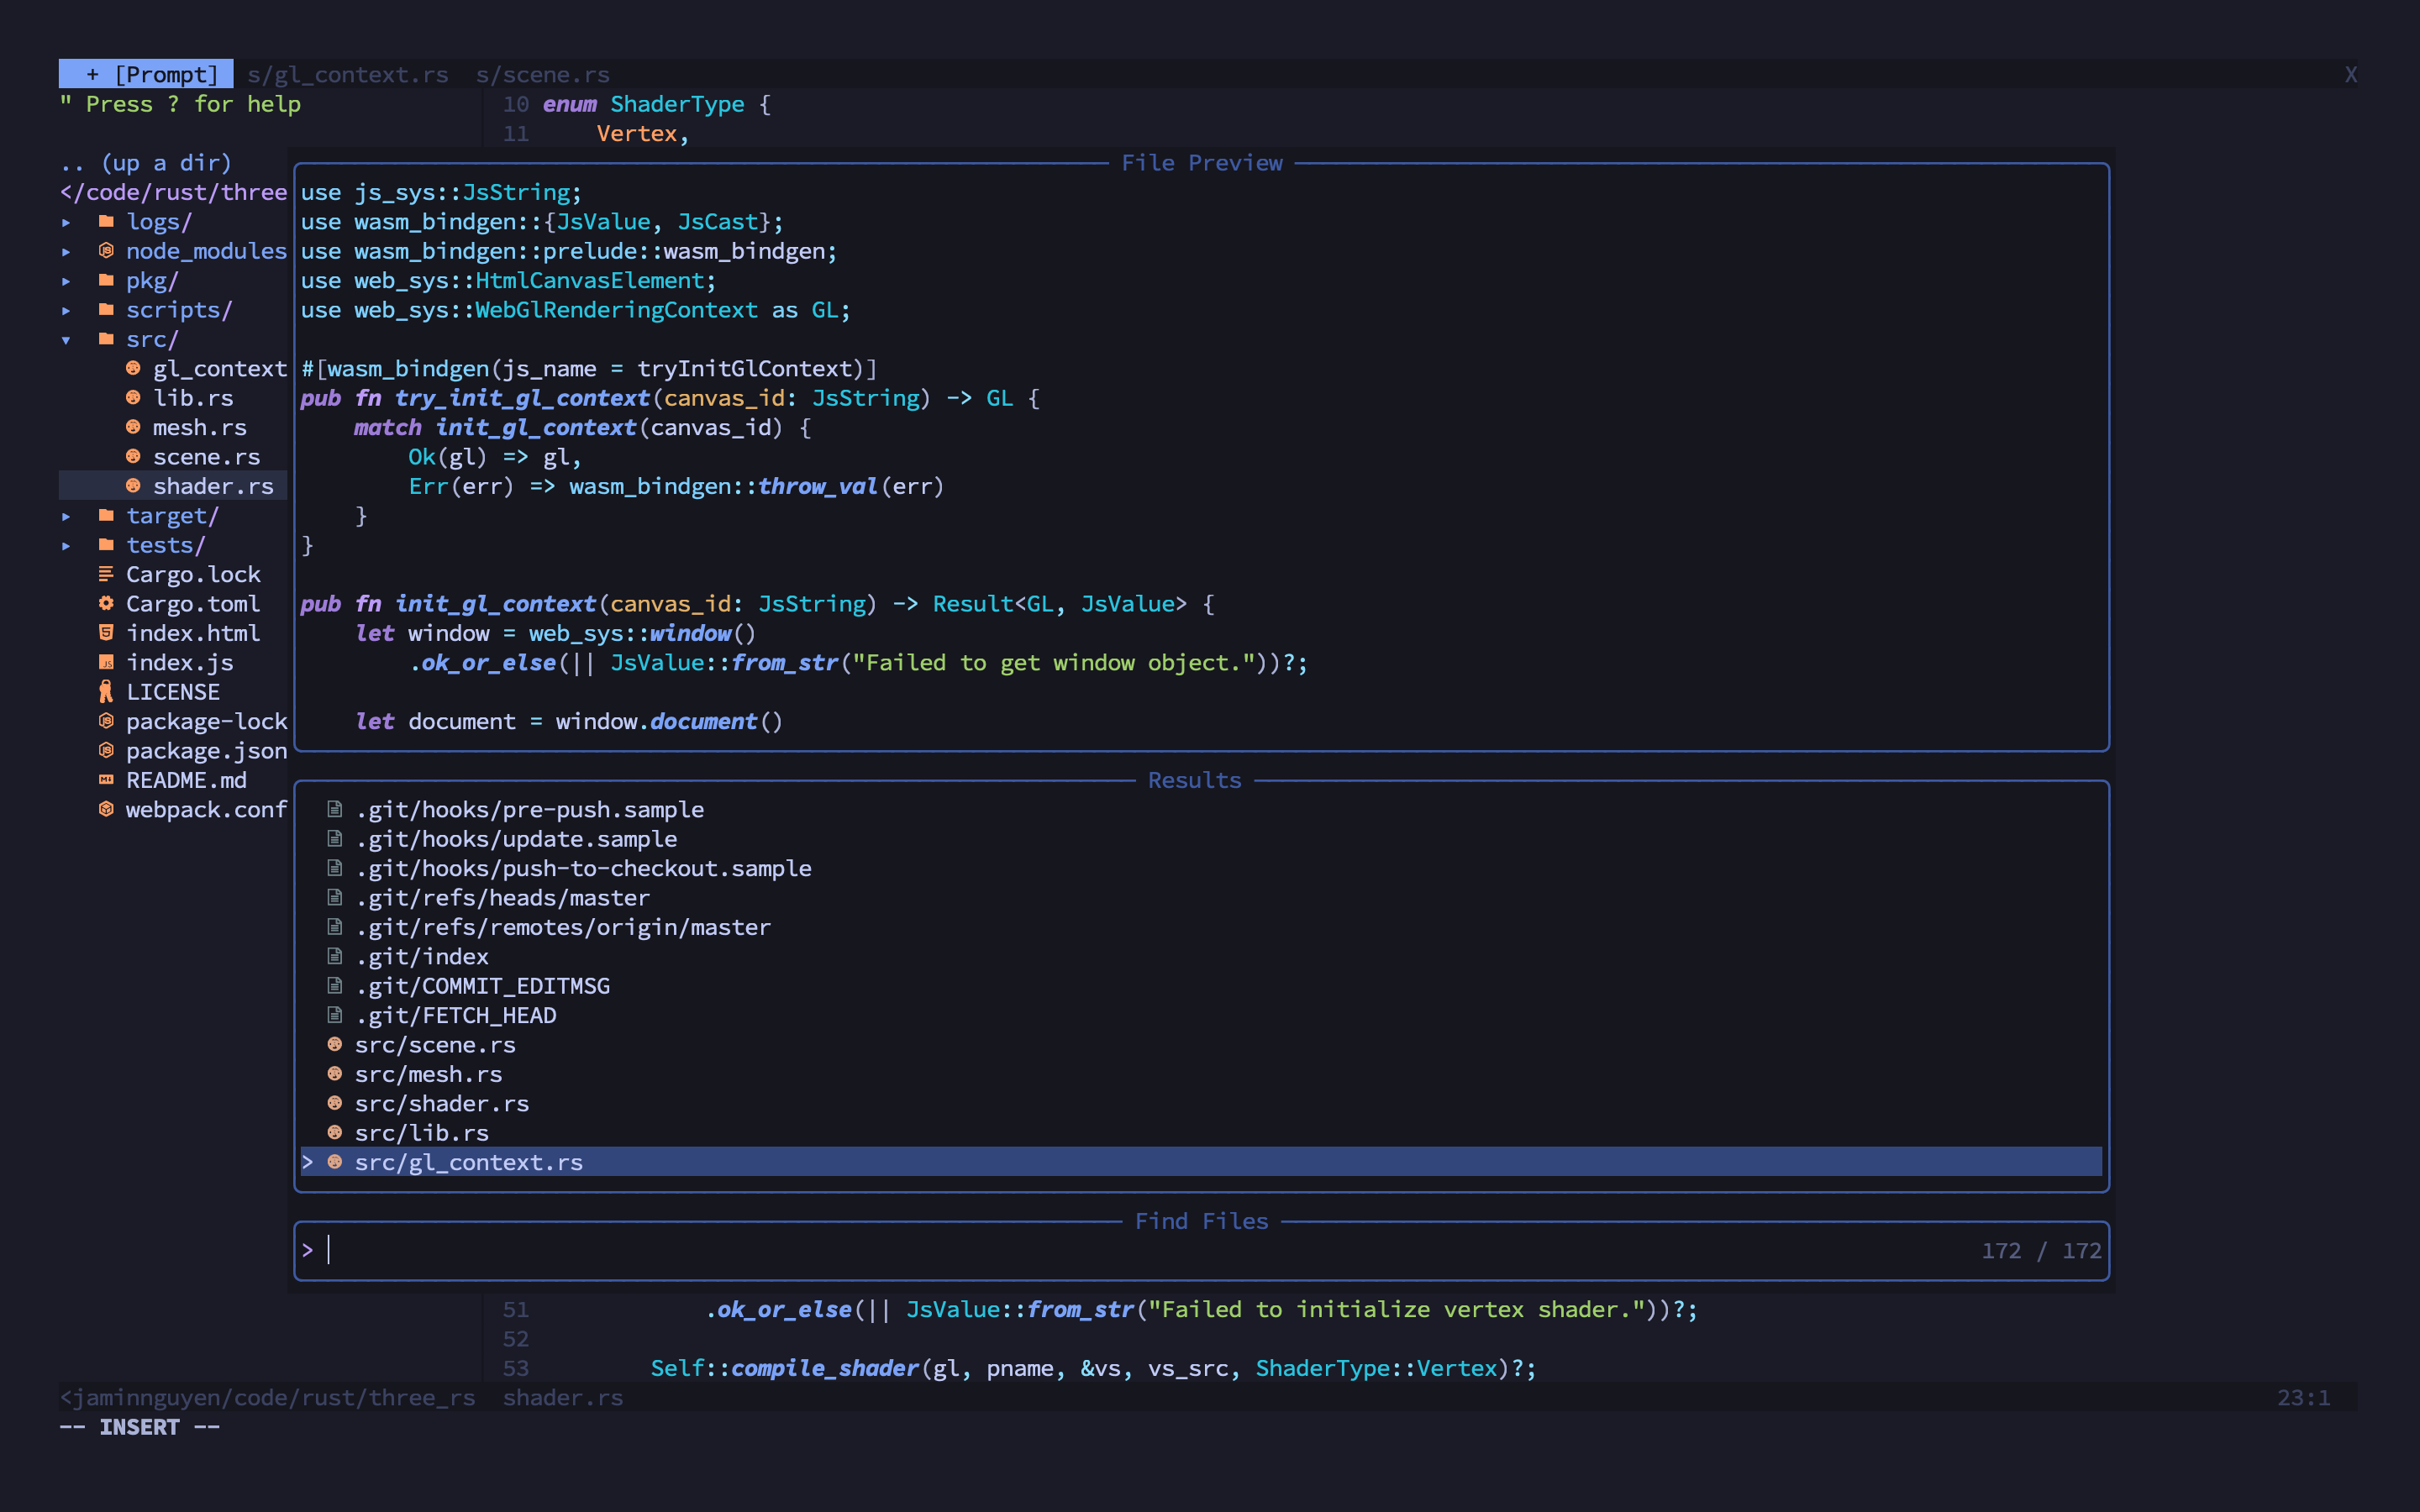 + [Prompt] s/gl_context.rs s/scene.rs X
" Press ? for help
.. (up a dir)
</code/rust/three
▸ logs/
▸ node_modules
▸ pkg/
▸ scripts/
▾ src/
gl_context
lib.rs
mesh.rs
scene.rs
shader.rs
▸ target/
▸ tests/
Cargo.lock
Cargo.toml
index.html
index.js
LICENSE
package-lock
package.json
README.md
webpack.conf
10 enum ShaderType {
11     Vertex,
File Preview
use js_sys::JsString;
use wasm_bindgen::{JsValue, JsCast};
use wasm_bindgen::prelude::wasm_bindgen;
use web_sys::HtmlCanvasElement;
use web_sys::WebGlRenderingContext as GL;
#[wasm_bindgen(js_name = tryInitGlContext)]
pub fn try_init_gl_context(canvas_id: JsString) -> GL {
    match init_gl_context(canvas_id) {
        Ok(gl) => gl,
        Err(err) => wasm_bindgen::throw_val(err)
    }
}
pub fn init_gl_context(canvas_id: JsString) -> Result<GL, JsValue> {
    let window = web_sys::window()
        .ok_or_else(|| JsValue::from_str("Failed to get window object."))?;
    let document = window.document()
Results
.git/hooks/pre-push.sample
.git/hooks/update.sample
.git/hooks/push-to-checkout.sample
.git/refs/heads/master
.git/refs/remotes/origin/master
.git/index
.git/COMMIT_EDITMSG
.git/FETCH_HEAD
src/scene.rs
src/mesh.rs
src/shader.rs
src/lib.rs
> src/gl_context.rs
Find Files
> 172 / 172
51             .ok_or_else(|| JsValue::from_str("Failed to initialize vertex shader."))?;
52
53         Self::compile_shader(gl, pname, &vs, vs_src, ShaderType::Vertex)?;
<jaminnguyen/code/rust/three_rs shader.rs 23:1
-- INSERT --